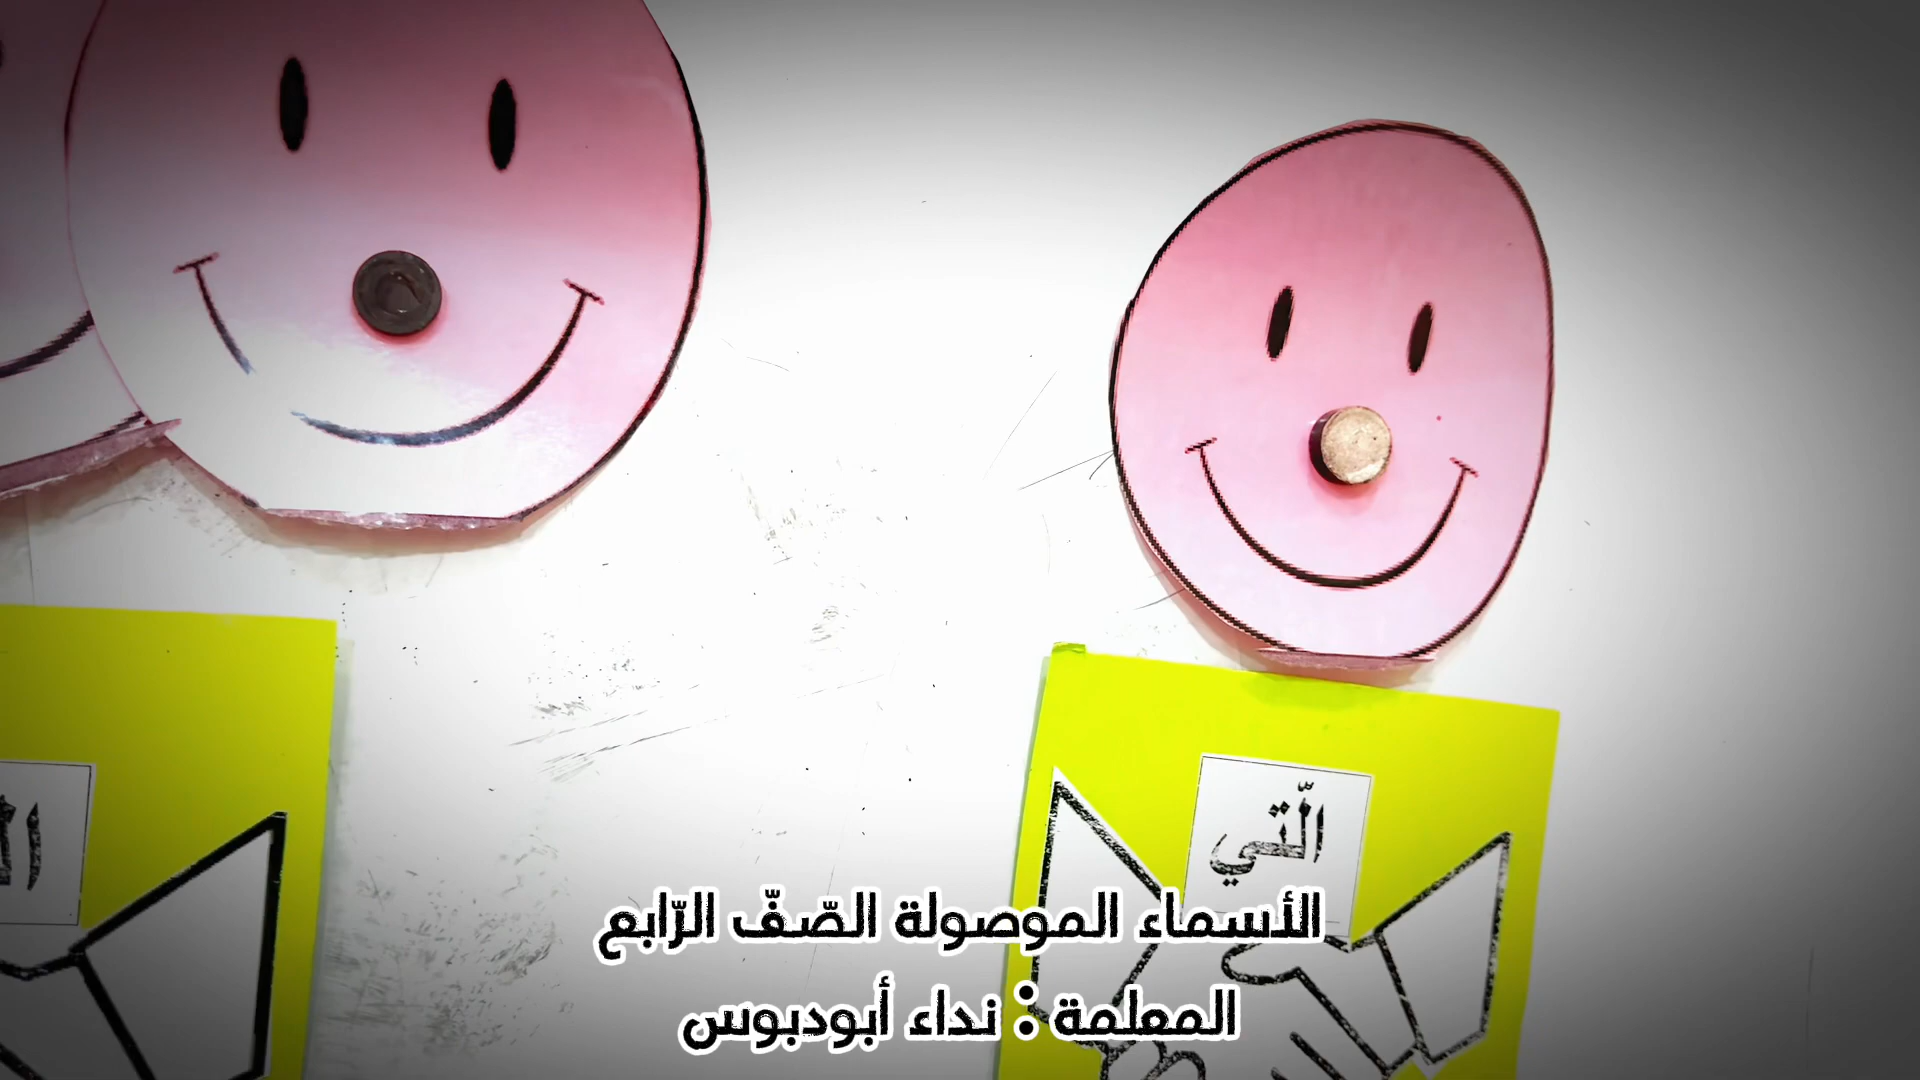 الّتي
الأسماء الموصولة الصّفّ الرّابع
المعلمة : نداء أبودبوس